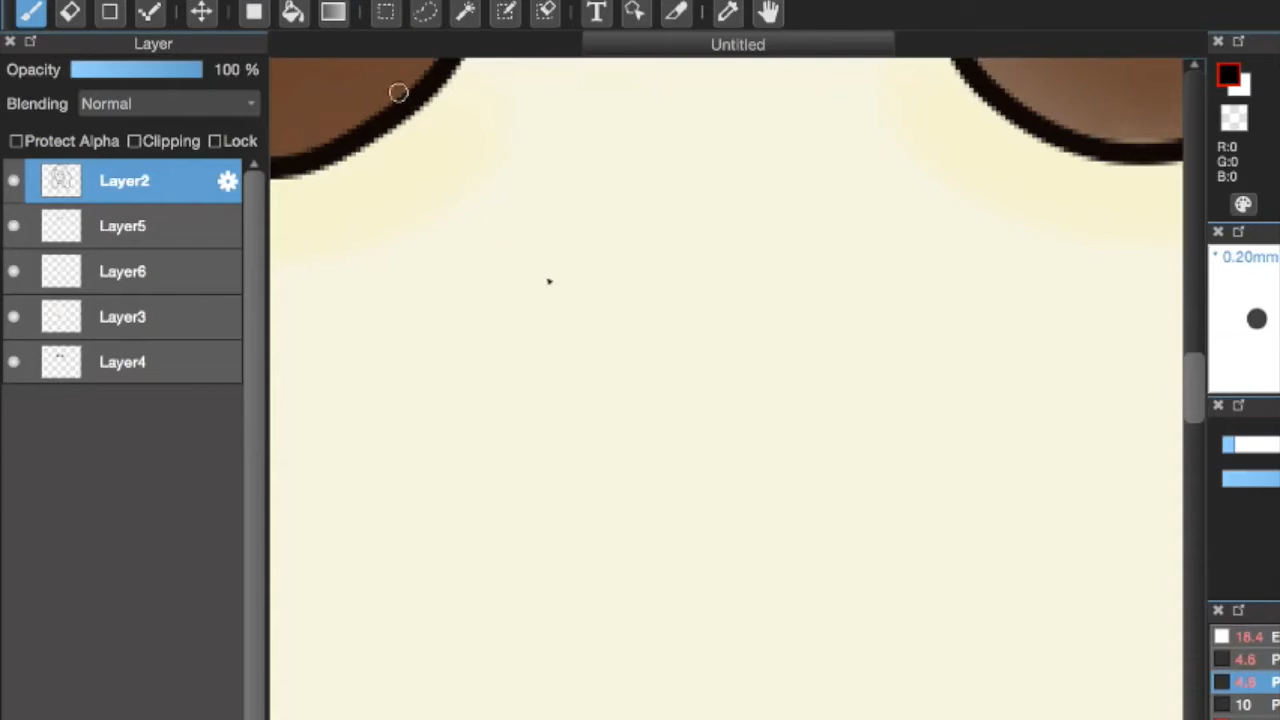 T
Layer
Untitled
Opacity 100 %
Blending Normal
Protect Alpha Clipping Lock
Layer2
Layer5
Layer6
Layer3
Layer4
R:0
G:0
B:0
* 0.20mm
18.4 E
4.6 P
4.6 P
10 P